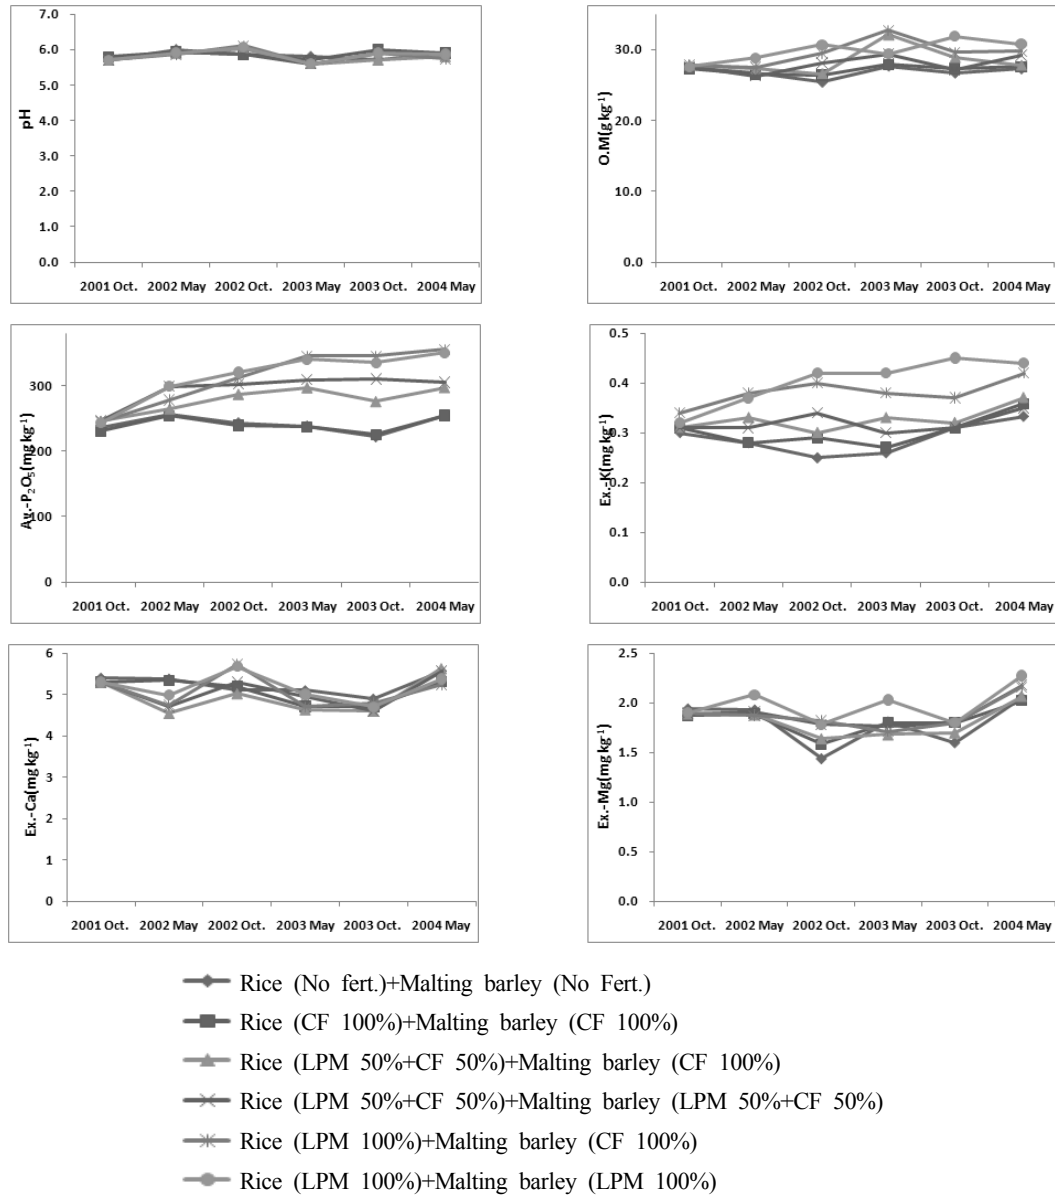 7.0
6.0
5.0
4.0
3.0
2.0
1.0
0.0
pH
2001 Oct. 2002 May 2002 Oct. 2003 May 2003 Oct. 2004 May
30.0
20.0
10.0
0.0
O.M(g kg⁻¹)
2001 Oct. 2002 May 2002 Oct. 2003 May 2003 Oct. 2004 May
300
200
100
0
Av.-P₂O₅(mg kg⁻¹)
2001 Oct. 2002 May 2002 Oct. 2003 May 2003 Oct. 2004 May
0.5
0.4
0.3
0.2
0.1
0.0
Ex.-K(mg kg⁻¹)
2001 Oct. 2002 May 2002 Oct. 2003 May 2003 Oct. 2004 May
6
5
4
3
2
1
0
Ex.-Ca(mg kg⁻¹)
2001 Oct. 2002 May 2002 Oct. 2003 May 2003 Oct. 2004 May
2.5
2.0
1.5
1.0
0.5
0.0
Ex.-Mg(mg kg⁻¹)
2001 Oct. 2002 May 2002 Oct. 2003 May 2003 Oct. 2004 May
Rice (No fert.)+Malting barley (No Fert.)
Rice (CF 100%)+Malting barley (CF 100%)
Rice (LPM 50%+CF 50%)+Malting barley (CF 100%)
Rice (LPM 50%+CF 50%)+Malting barley (LPM 50%+CF 50%)
Rice (LPM 100%)+Malting barley (CF 100%)
Rice (LPM 100%)+Malting barley (LPM 100%)